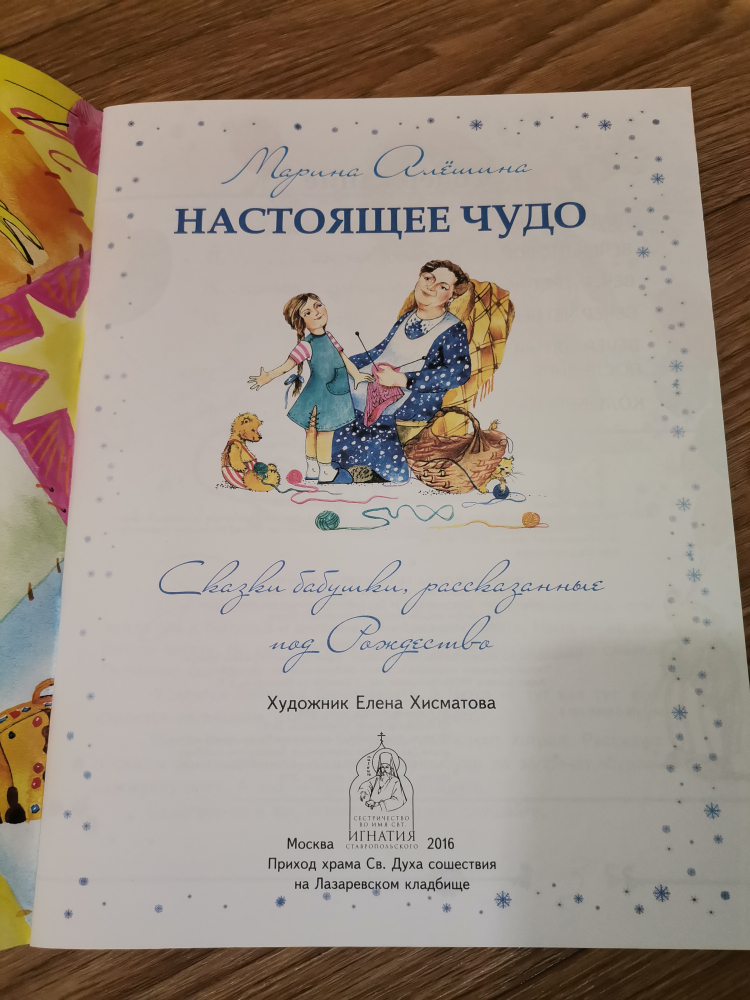 Марина Алёшина
НАСТОЯЩЕЕ ЧУДО
Сказки бабушки, рассказанные
под Рождество
Художник Елена Хисматова
СЕСТРИЧЕСТВО
ВО ИМЯ СВТ.
ИГНАТИЯ
СТАВРОПОЛЬСКОГО
Москва 2016
Приход храма Св. Духа сошествия
на Лазаревском кладбище